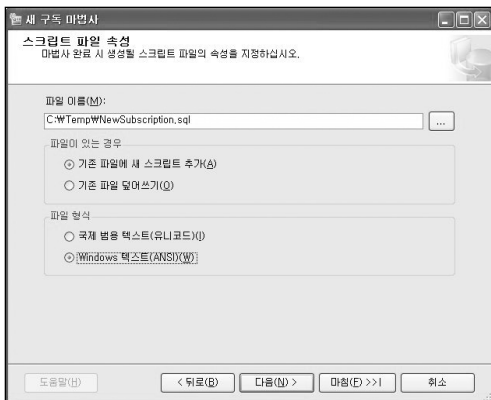 새 구독 마법사
스크립트 파일 속성
마법사 완료 시 생성될 스크립트 파일의 속성을 지정하십시오.
파일 이름(M):
C:₩Temp₩NewSubscription.sql
...
파일이 있는 경우
기존 파일에 새 스크립트 추가(A)
기존 파일 덮어쓰기(O)
파일 형식
국제 범용 텍스트(유니코드)(I)
Windows 텍스트(ANSI)(W)
도움말(H)
< 뒤로(B)
다음(N) >
마침(F) >>|
취소